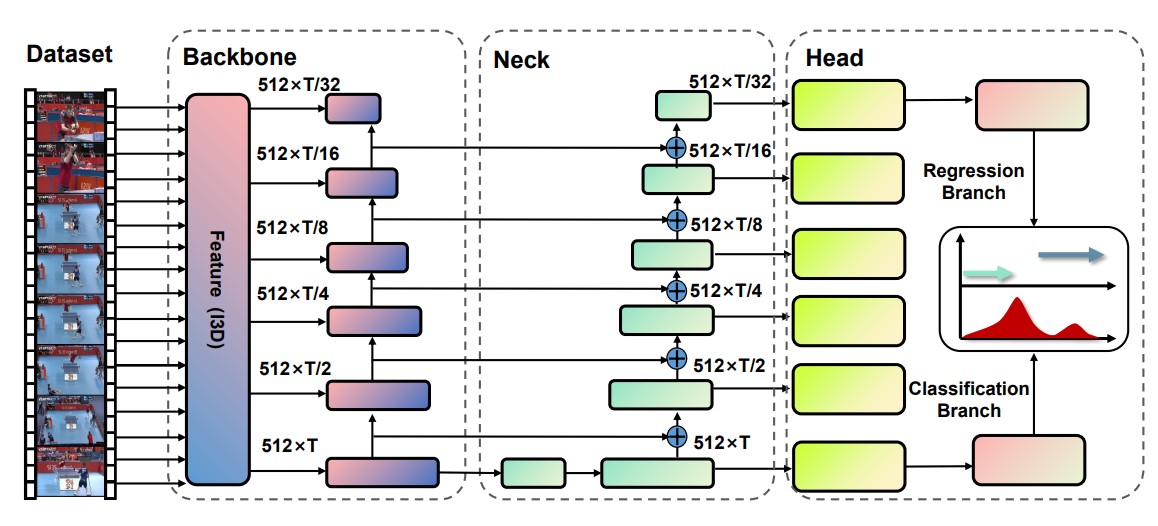 Dataset
Backbone
Neck
Head
512×T/32
512×T/16
512×T/8
512×T/4
512×T/2
512×T
Feature (I3D)
512×T/32
512×T/16
512×T/8
512×T/4
512×T/2
512×T
Regression
Branch
Classification
Branch